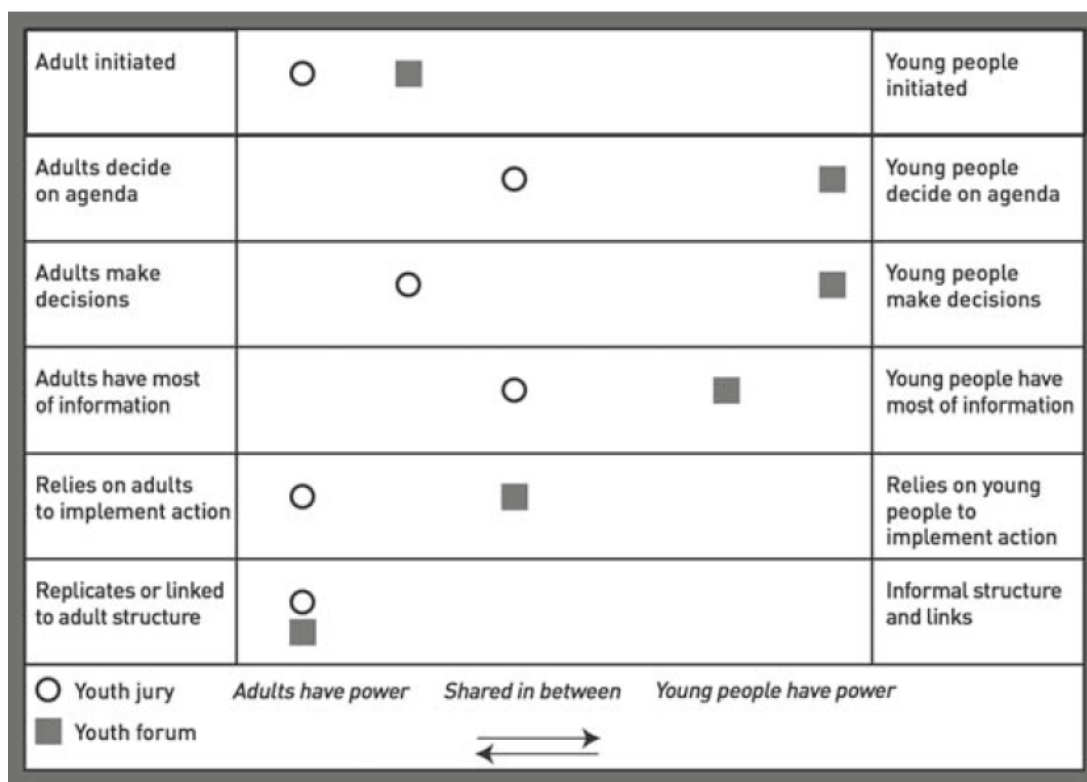 Adult initiated
Young people
initiated
Adults decide
on agenda
Young people
decide on agenda
Adults make
decisions
Young people
make decisions
Adults have most
of information
Young people have
most of information
Relies on adults
to implement action
Relies on young
people to
implement action
Replicates or linked
to adult structure
Informal structure
and links
Youth jury
Adults have power
Shared in between
Young people have power
Youth forum